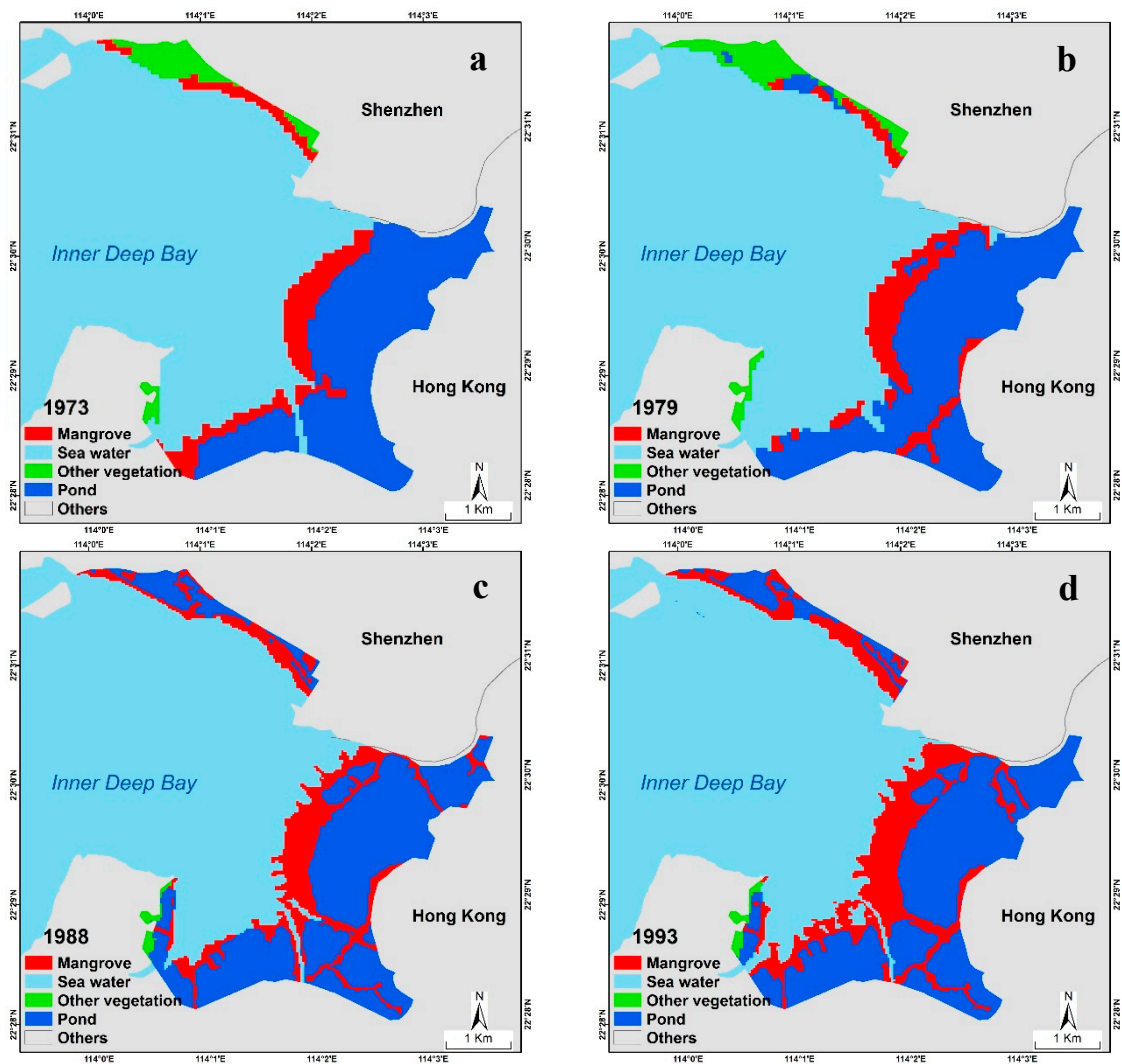 114°0'E 114°1'E 114°2'E 114°3'E
a
Shenzhen
22°31'N
Inner Deep Bay
22°30'N
22°29'N
Hong Kong
1973
Mangrove
Sea water
Other vegetation
Pond
Others
N
1 Km
22°28'N
114°0'E 114°1'E 114°2'E 114°3'E
b
Shenzhen
22°31'N
Inner Deep Bay
22°30'N
22°29'N
Hong Kong
1979
Mangrove
Sea water
Other vegetation
Pond
Others
N
1 Km
22°28'N
114°0'E 114°1'E 114°2'E 114°3'E
c
Shenzhen
22°31'N
Inner Deep Bay
22°30'N
22°29'N
Hong Kong
1988
Mangrove
Sea water
Other vegetation
Pond
Others
N
1 Km
22°28'N
114°0'E 114°1'E 114°2'E 114°3'E
114°0'E 114°1'E 114°2'E 114°3'E
d
Shenzhen
22°31'N
Inner Deep Bay
22°30'N
22°29'N
Hong Kong
1993
Mangrove
Sea water
Other vegetation
Pond
Others
N
1 Km
22°28'N
114°0'E 114°1'E 114°2'E 114°3'E